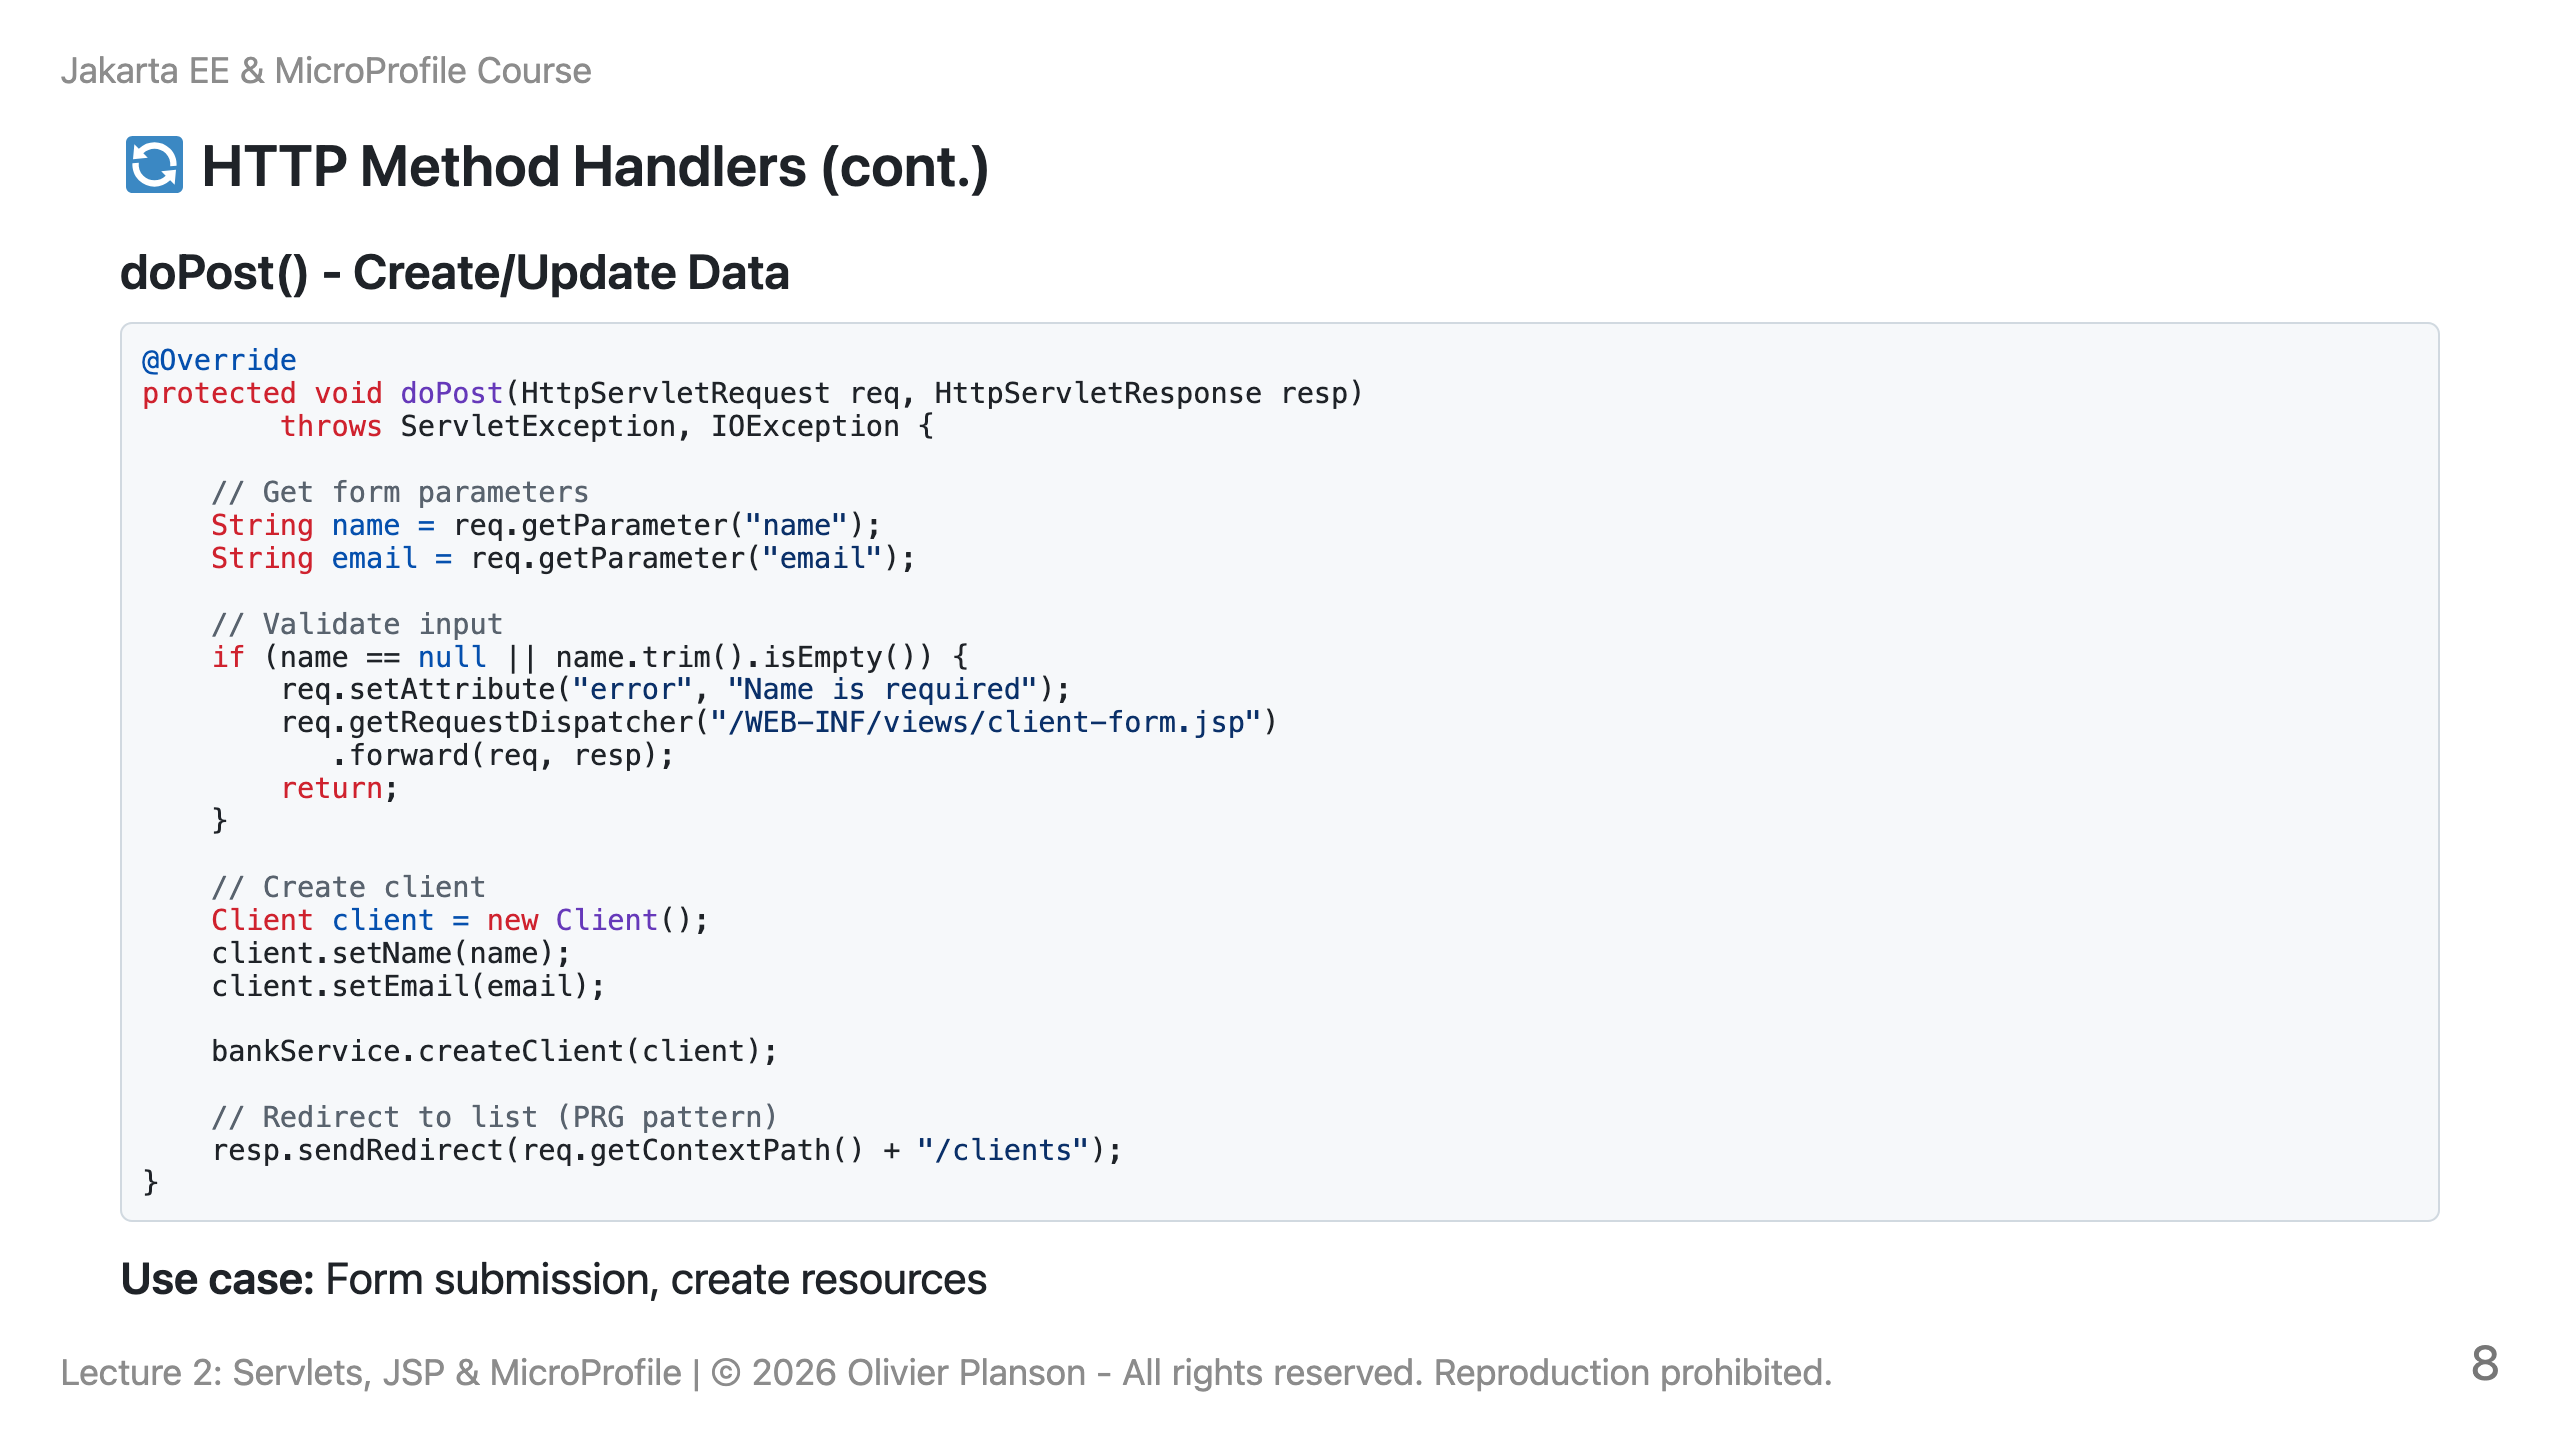 Jakarta EE & MicroProfile Course
🔄 HTTP Method Handlers (cont.)
doPost() - Create/Update Data
@Override
protected void doPost(HttpServletRequest req, HttpServletResponse resp)
        throws ServletException, IOException {

    // Get form parameters
    String name = req.getParameter("name");
    String email = req.getParameter("email");

    // Validate input
    if (name == null || name.trim().isEmpty()) {
        req.setAttribute("error", "Name is required");
        req.getRequestDispatcher("/WEB-INF/views/client-form.jsp")
           .forward(req, resp);
        return;
    }

    // Create client
    Client client = new Client();
    client.setName(name);
    client.setEmail(email);

    bankService.createClient(client);

    // Redirect to list (PRG pattern)
    resp.sendRedirect(req.getContextPath() + "/clients");
}
Use case: Form submission, create resources
Lecture 2: Servlets, JSP & MicroProfile | © 2026 Olivier Planson - All rights reserved. Reproduction prohibited.
8